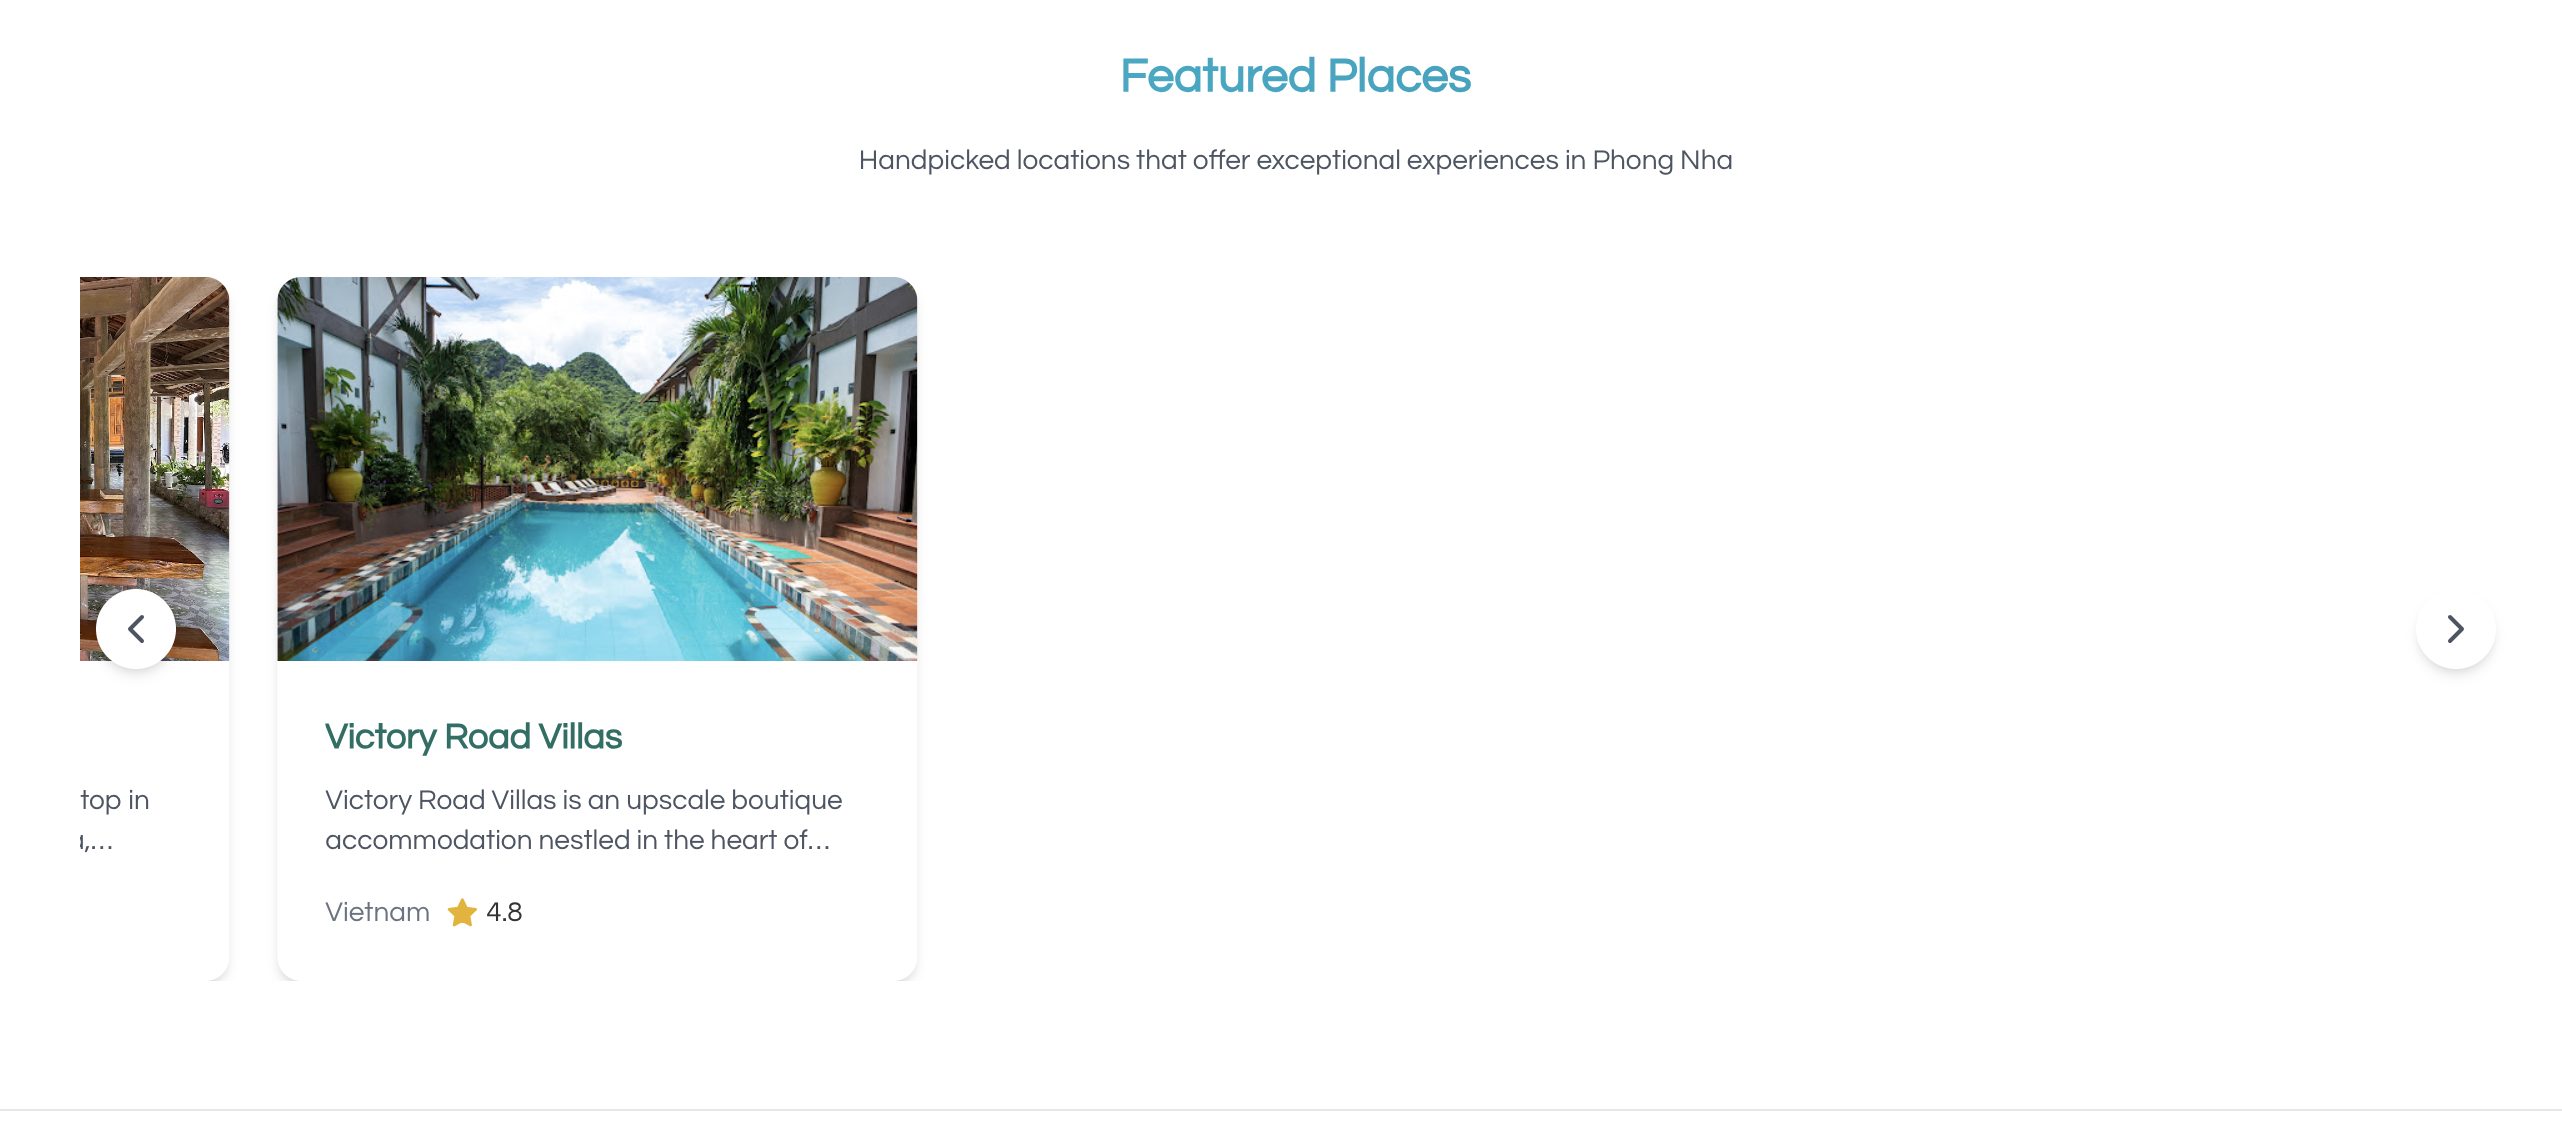 Featured Places
Handpicked locations that offer exceptional experiences in Phong Nha
top in
,...
Victory Road Villas
Victory Road Villas is an upscale boutique
accommodation nestled in the heart of...
Vietnam 4.8